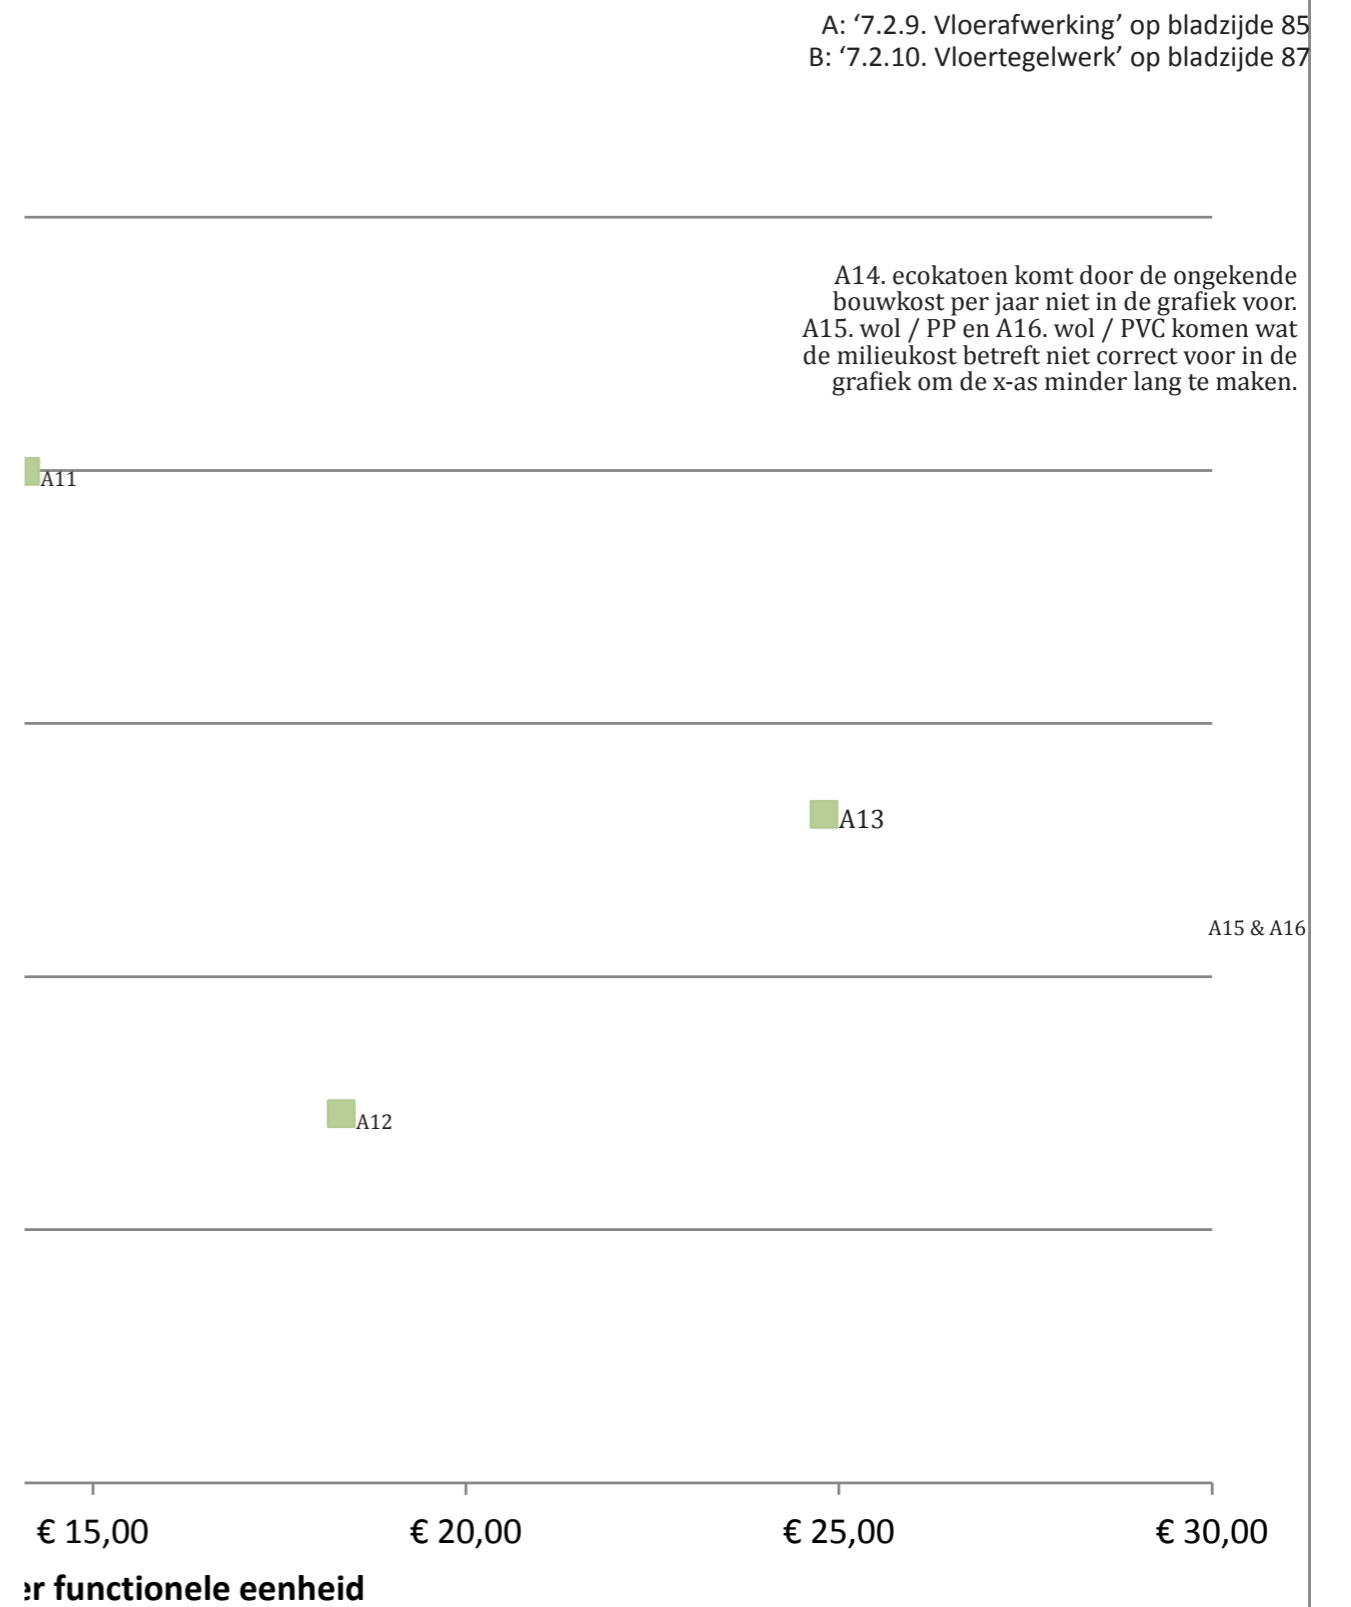 A: ‘7.2.9. Vloerafwerking’ op bladzijde 85
B: ‘7.2.10. Vloertegelwerk’ op bladzijde 87
A14. ecokatoen komt door de ongekende
bouwkost per jaar niet in de grafiek voor.
A15. wol / PP en A16. wol / PVC komen wat
de milieukost betreft niet correct voor in de
grafiek om de x-as minder lang te maken.
A11
A13
A15 & A16
A12
€ 15,00 € 20,00 € 25,00 € 30,00
er functionele eenheid